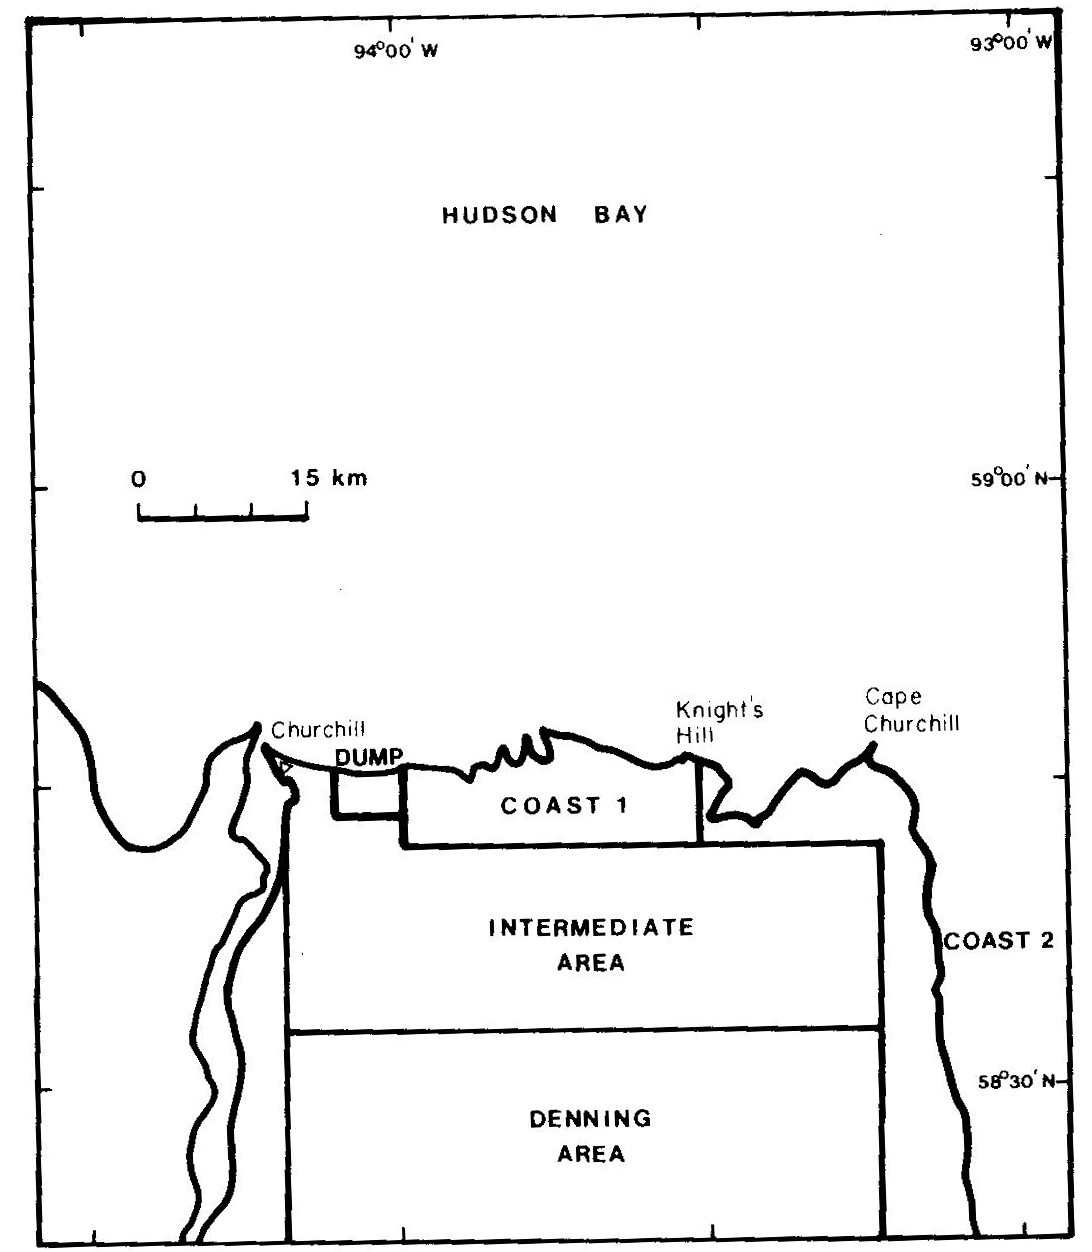 94°00' W
93°00' W
HUDSON BAY
0 15 km
59°00' N
Cape
Churchill
Knight's
Hill
Churchill
DUMP
COAST 1
INTERMEDIATE
AREA
COAST 2
58°30' N
DENNING
AREA